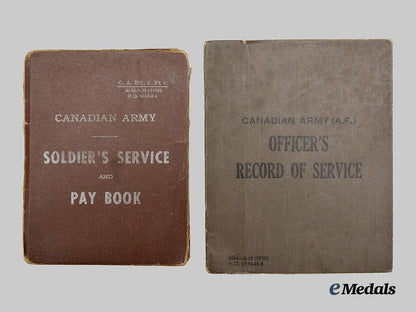 CANADIAN ARMY
SOLDIER'S SERVICE
AND
PAY BOOK
CANADIAN ARMY (A.F.)
OFFICER'S
RECORD OF SERVICE
eMedals